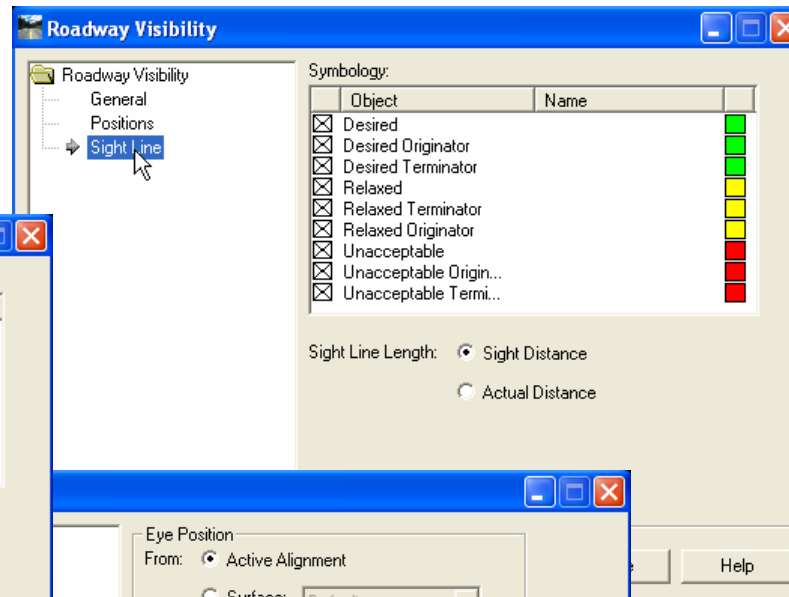 Roadway Visibility
Roadway Visibility
General
Positions
Sight Line
Symbology:
Object Name
Desired
Desired Originator
Desired Terminator
Relaxed
Relaxed Terminator
Relaxed Originator
Unacceptable
Unacceptable Origin...
Unacceptable Termi...
Sight Line Length: Sight Distance
Actual Distance
Help
Eye Position
From: Active Alignment
Surface: